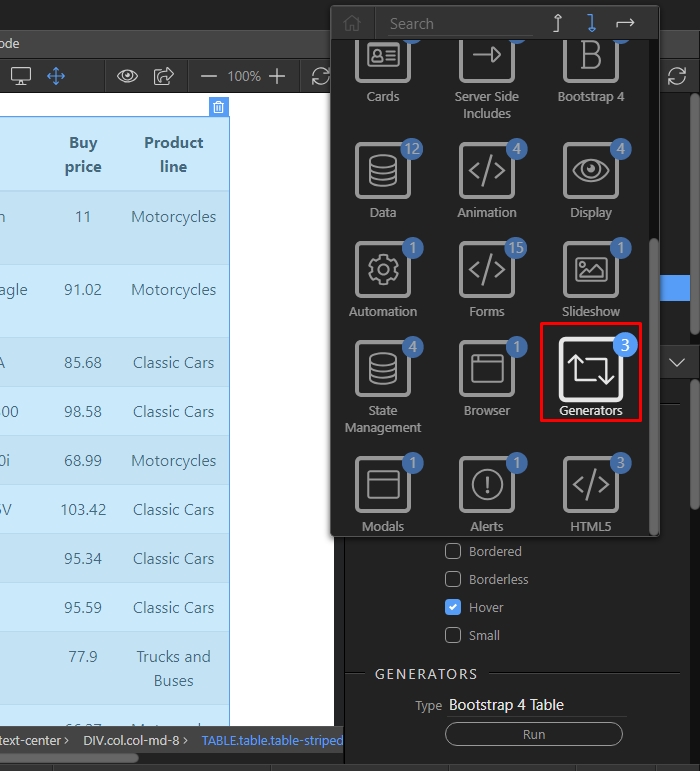 ode
100%
Buy price
Product line
n
11
Motorcycles
agle
91.02
Motorcycles
A
85.68
Classic Cars
00
98.58
Classic Cars
0i
68.99
Motorcycles
5V
103.42
Classic Cars
95.34
Classic Cars
95.59
Classic Cars
77.9
Trucks and
Buses
text-center
DIV.col.col-md-8
TABLE.table.table-striped
Search
Cards
Server Side
Includes
Bootstrap 4
12
4
4
Data
Animation
Display
1
15
1
Automation
Forms
Slideshow
4
1
3
State
Management
Browser
Generators
1
1
3
Modals
Alerts
HTML5
Bordered
Borderless
Hover
Small
GENERATORS
Type Bootstrap 4 Table
Run